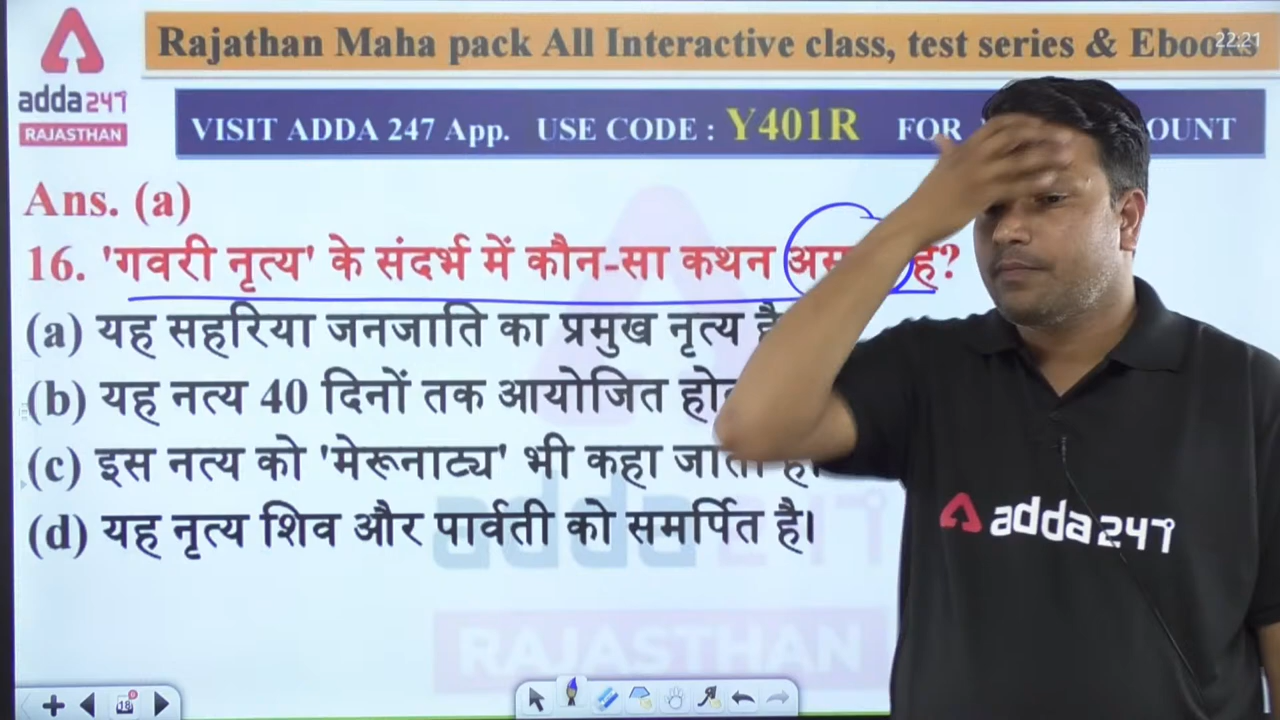 Rajathan Maha pack All Interactive class, test series & Ebooks
22:21
adda247
RAJASTHAN
VISIT ADDA 247 App. USE CODE : Y401R FOR
Ans. (a)
16. 'गवरी नृत्य' के संदर्भ में कौन-सा कथन है?
(a) यह सहरिया जनजाति का प्रमुख नृत्य है
(b) यह नत्य 40 दिनों तक आयोजित
(c) इस नत्य को 'मेरूनाट्य' भी कहा जाता है।
(d) यह नृत्य शिव और पार्वती को समर्पित है।
adda247
adda247
RAJASTHAN
18